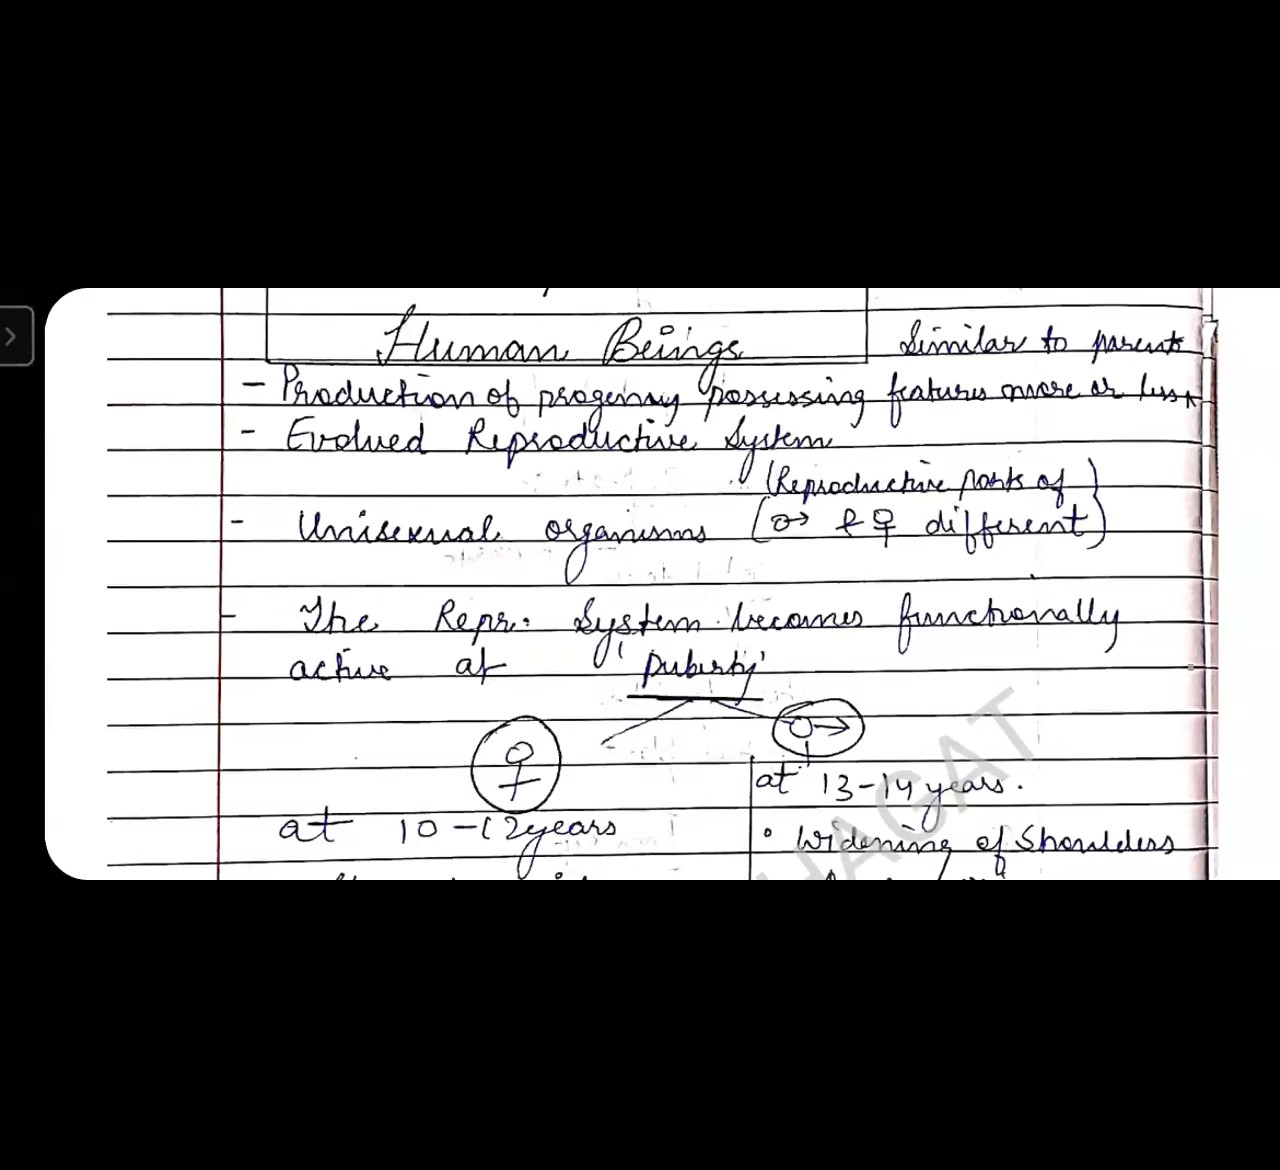 Human Beings
similar to parents
- Production of progenny possessing features more or less
- Evolved Reproductive System
(Reproductive parts of
- Unisexual organisms (♂ & ♀ different)
- The Repr. System becomes functionally
active at 'Puberty'
♀ ♂
at 13-14 years.
at 10-12 years
• Widening of Shoulders
HAGAT